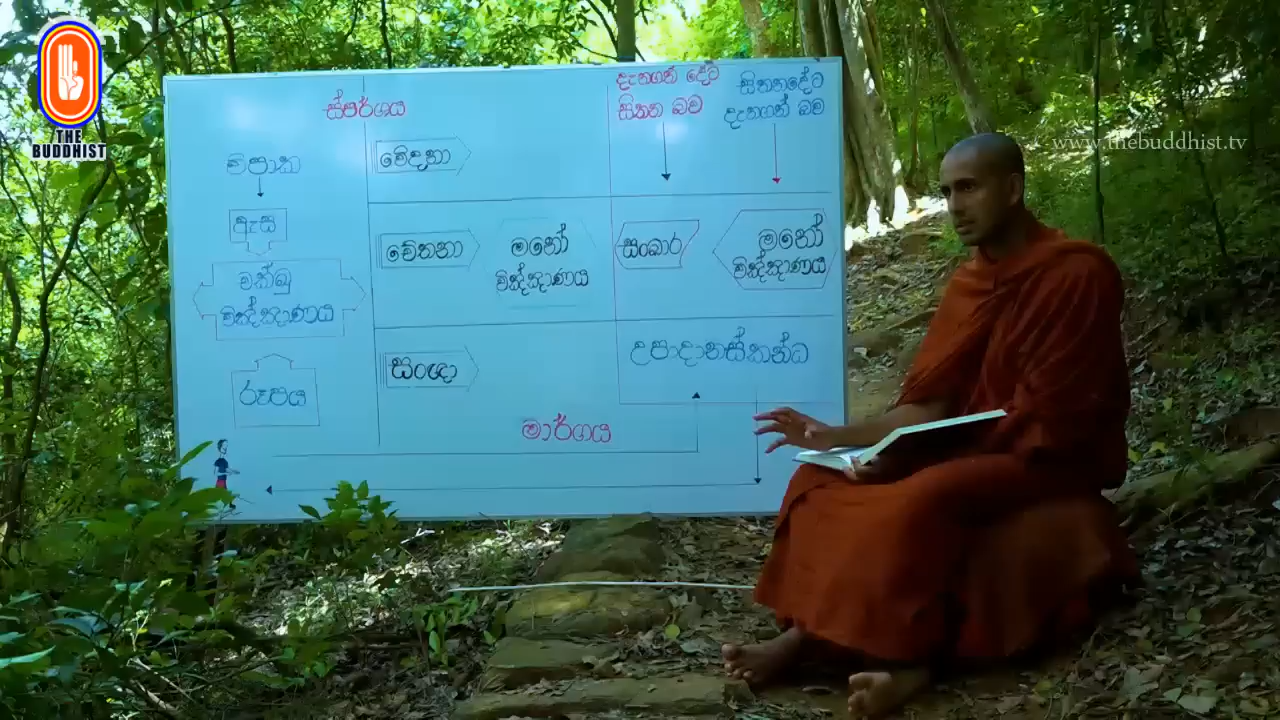 THE
BUDDHIST
www.thebuddhist.tv
ස්පර්ශය
දැනගත් දේට
සිතන බව
සිතනදේට
දැනගන් බව
විපාක
වේදනා
ඇස
චේතනා
මනෝ
වික්ඤාණය
සංඛාර
මනෝ
වික්ඤාණය
චක්ඛු
වික්ඤාණය
උපාදානස්කන්ධ
සංඥා
රූපය
මාර්ගය